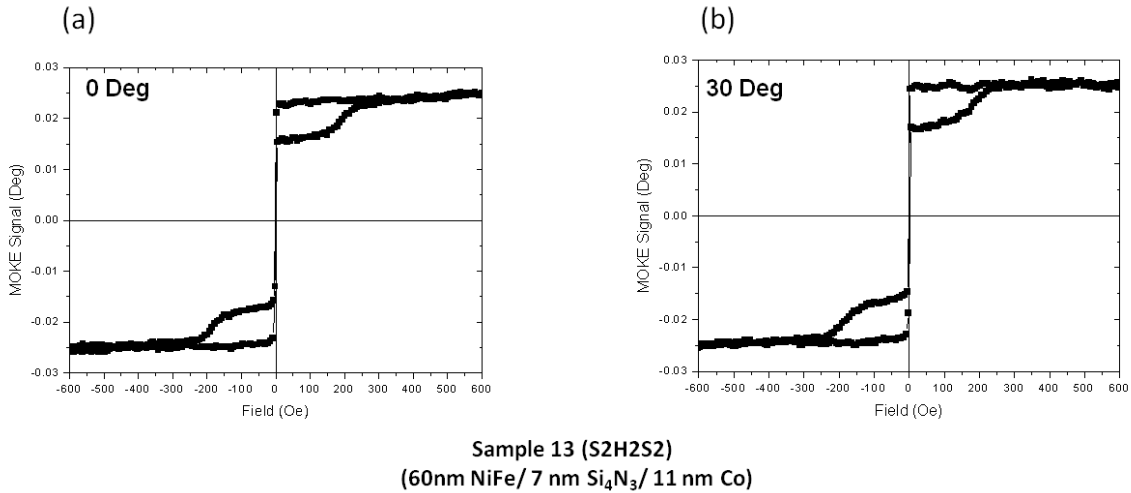 (a)
(b)
0 Deg
30 Deg
MOKE Signal (Deg)
0.03
0.02
0.01
0.00
-0.01
-0.02
-0.03
-600 -500 -400 -300 -200 -100 0 100 200 300 400 500 600
Field (Oe)
MOKE Signal (Deg)
0.03
0.02
0.01
0.00
-0.01
-0.02
-0.03
-600 -500 -400 -300 -200 -100 0 100 200 300 400 500 600
Field (Oe)
Sample 13 (S2H2S2)
(60nm NiFe/ 7 nm Si₄N₃/ 11 nm Co)